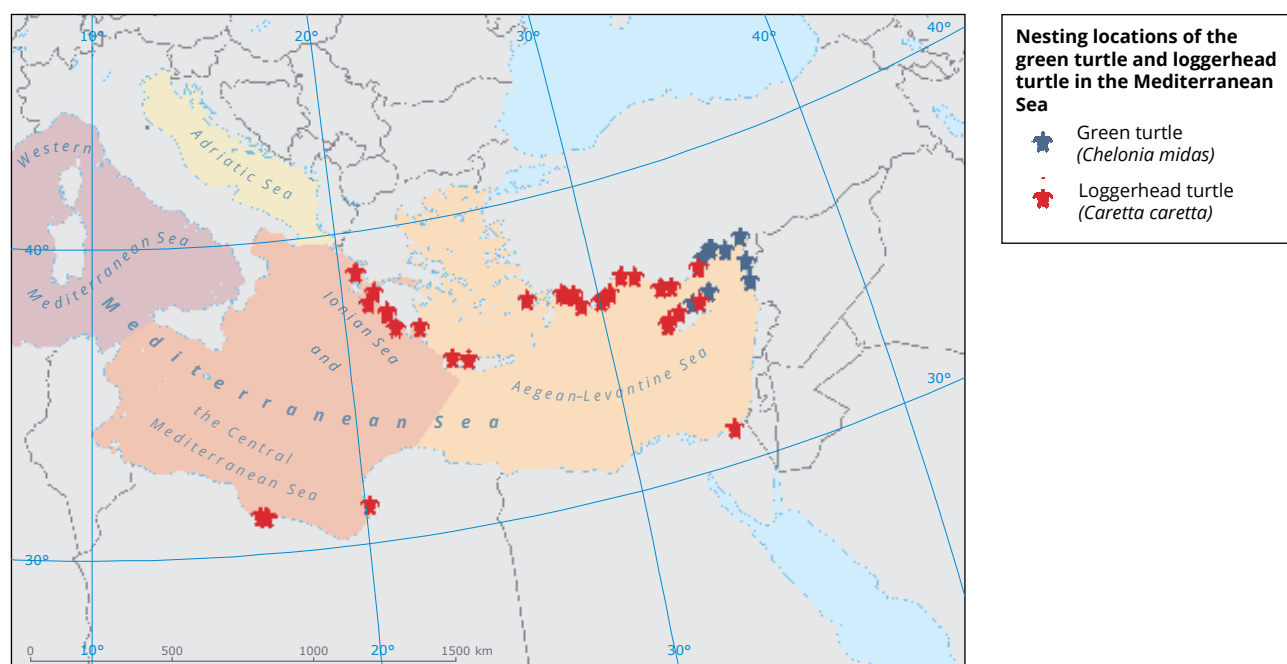 10°
20°
30°
40°
40°
Western
Mediterranean Sea
Adriatic Sea
40°
Mediterranean Sea
Ionian Sea
and
the Central
Mediterranean Sea
Aegean–Levantine Sea
30°
30°
10°
20°
30°
0 500 1000 1500 km
Nesting locations of the
green turtle and loggerhead
turtle in the Mediterranean
Sea
Green turtle
(Chelonia midas)
Loggerhead turtle
(Caretta caretta)